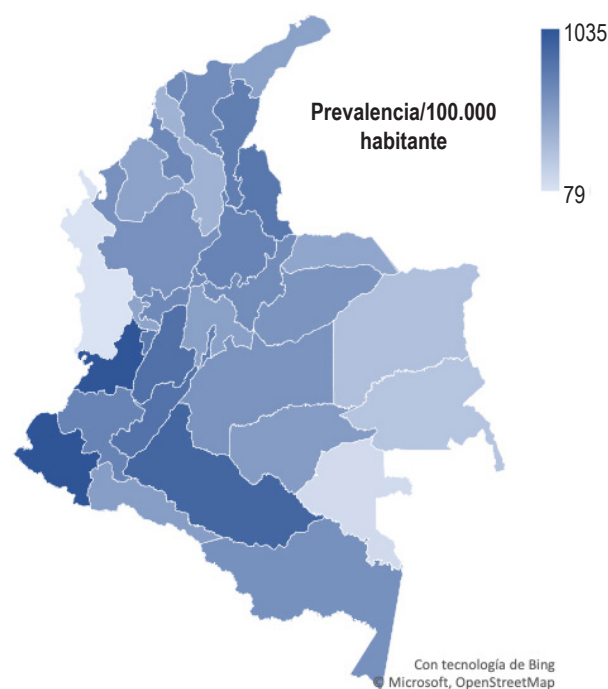 1035
Prevalencia/100.000
habitante
79
Con tecnología de Bing
© Microsoft, OpenStreetMap